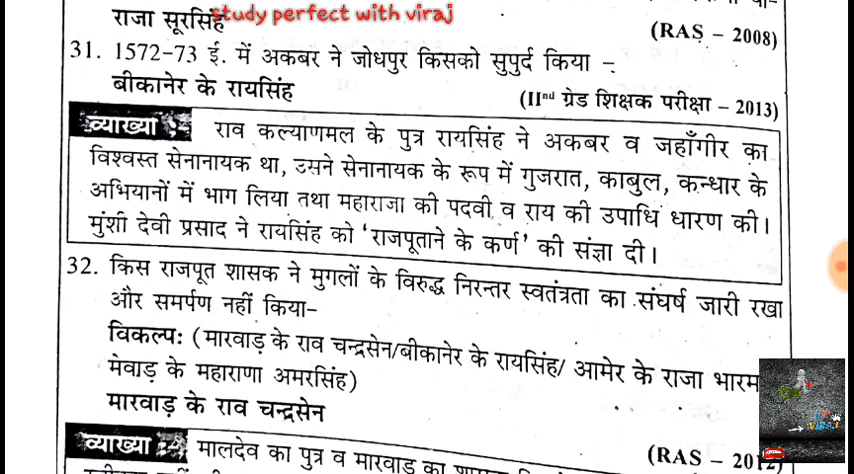 राजा सूरसिंह
study perfect with viraj
(RAS – 2008)
31. 1572-73 ई. में अकबर ने जोधपुर किसको सुपुर्द किया –
बीकानेर के रायसिंह
(IIⁿᵈ ग्रेड शिक्षक परीक्षा – 2013)
व्याख्या :- राव कल्याणमल के पुत्र रायसिंह ने अकबर व जहाँगीर का
विश्वस्त सेनानायक था, उसने सेनानायक के रूप में गुजरात, काबुल, कन्धार के
अभियानों में भाग लिया तथा महाराजा की पदवी व राय की उपाधि धारण की।
मुंशी देवी प्रसाद ने रायसिंह को 'राजपूताने के कर्ण' की संज्ञा दी।
32. किस राजपूत शासक ने मुगलों के विरुद्ध निरन्तर स्वतंत्रता का संघर्ष जारी रखा
और समर्पण नहीं किया–
विकल्पः (मारवाड़ के राव चन्द्रसेन/बीकानेर के रायसिंह/ आमेर के राजा भारम
मेवाड़ के महाराणा अमरसिंह)
मारवाड़ के राव चन्द्रसेन
(RAS – 2012)
व्याख्या :- मालदेव का पुत्र व मारवाड़ का
VIRAJ